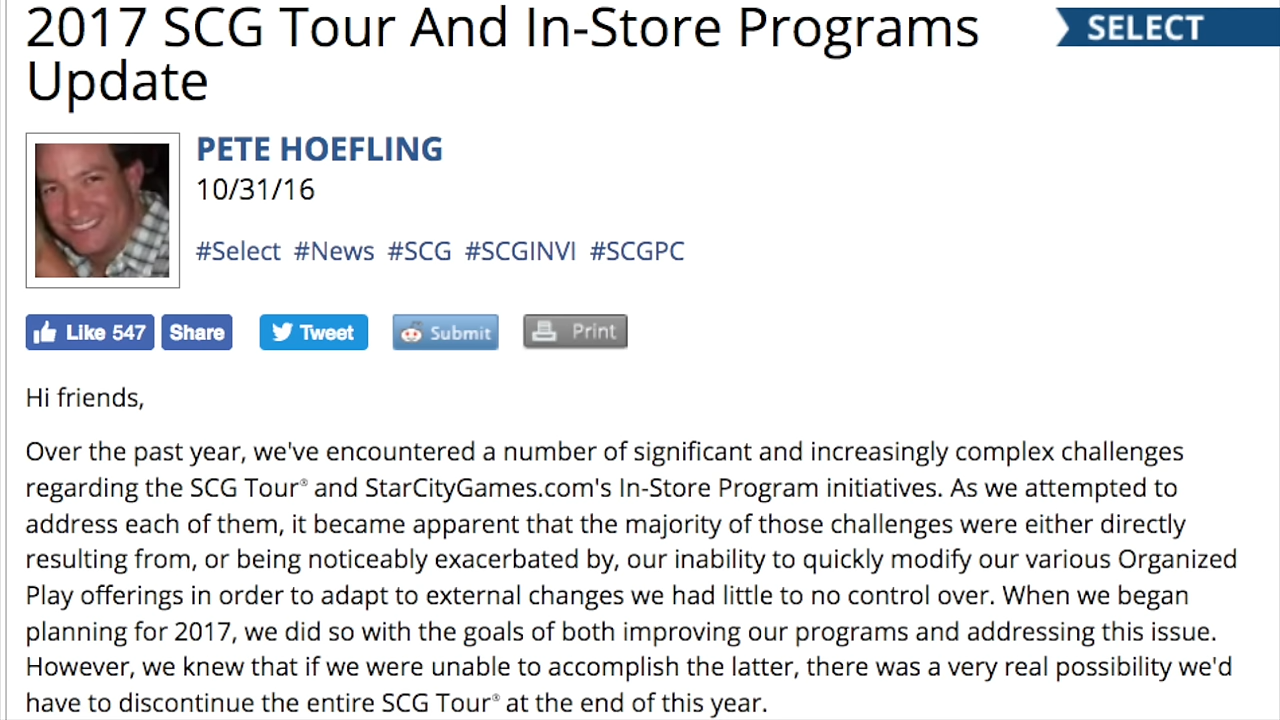 2017 SCG Tour And In-Store Programs
Update
SELECT
PETE HOEFLING
10/31/16
#Select #News #SCG #SCGINVI #SCGPC
Like 547 Share Tweet Submit Print
Hi friends,
Over the past year, we've encountered a number of significant and increasingly complex challenges
regarding the SCG Tour® and StarCityGames.com's In-Store Program initiatives. As we attempted to
address each of them, it became apparent that the majority of those challenges were either directly
resulting from, or being noticeably exacerbated by, our inability to quickly modify our various Organized
Play offerings in order to adapt to external changes we had little to no control over. When we began
planning for 2017, we did so with the goals of both improving our programs and addressing this issue.
However, we knew that if we were unable to accomplish the latter, there was a very real possibility we'd
have to discontinue the entire SCG Tour® at the end of this year.